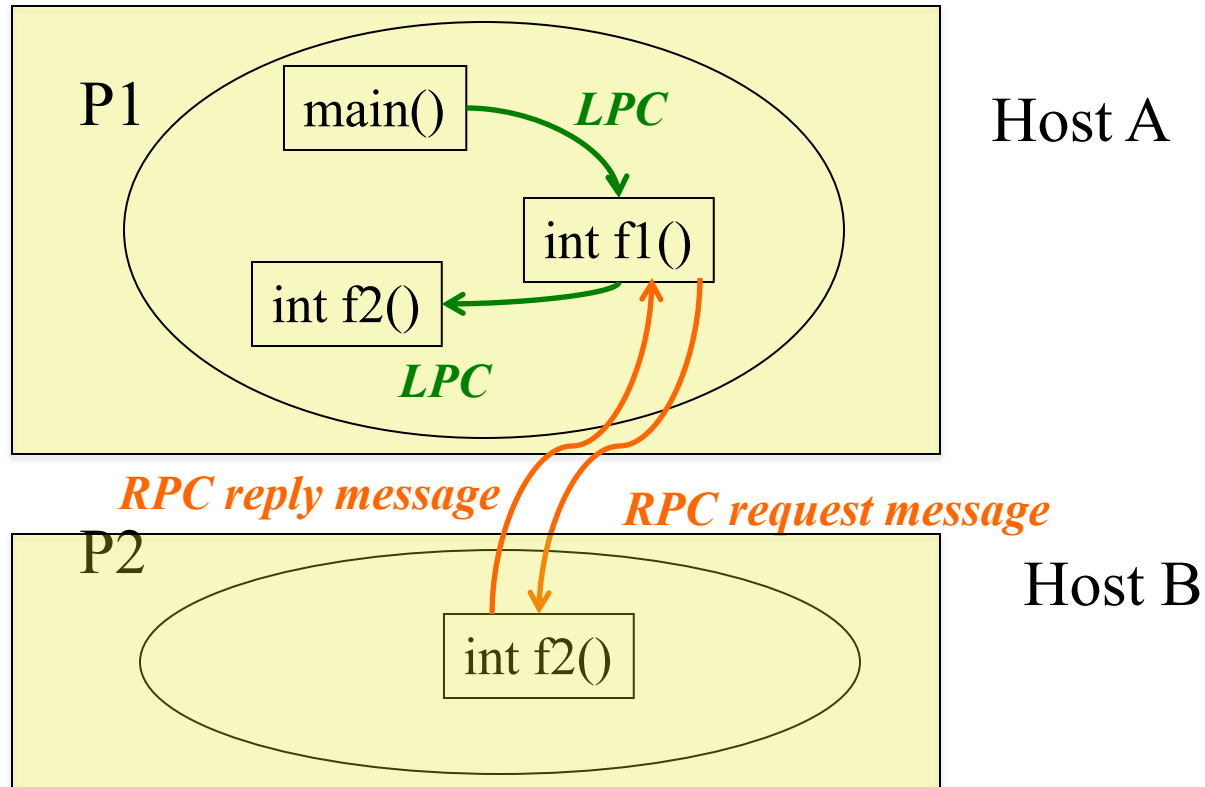 P1
main()
LPC
Host A
int f1()
int f2()
LPC
RPC reply message
RPC request message
P2
Host B
int f2()